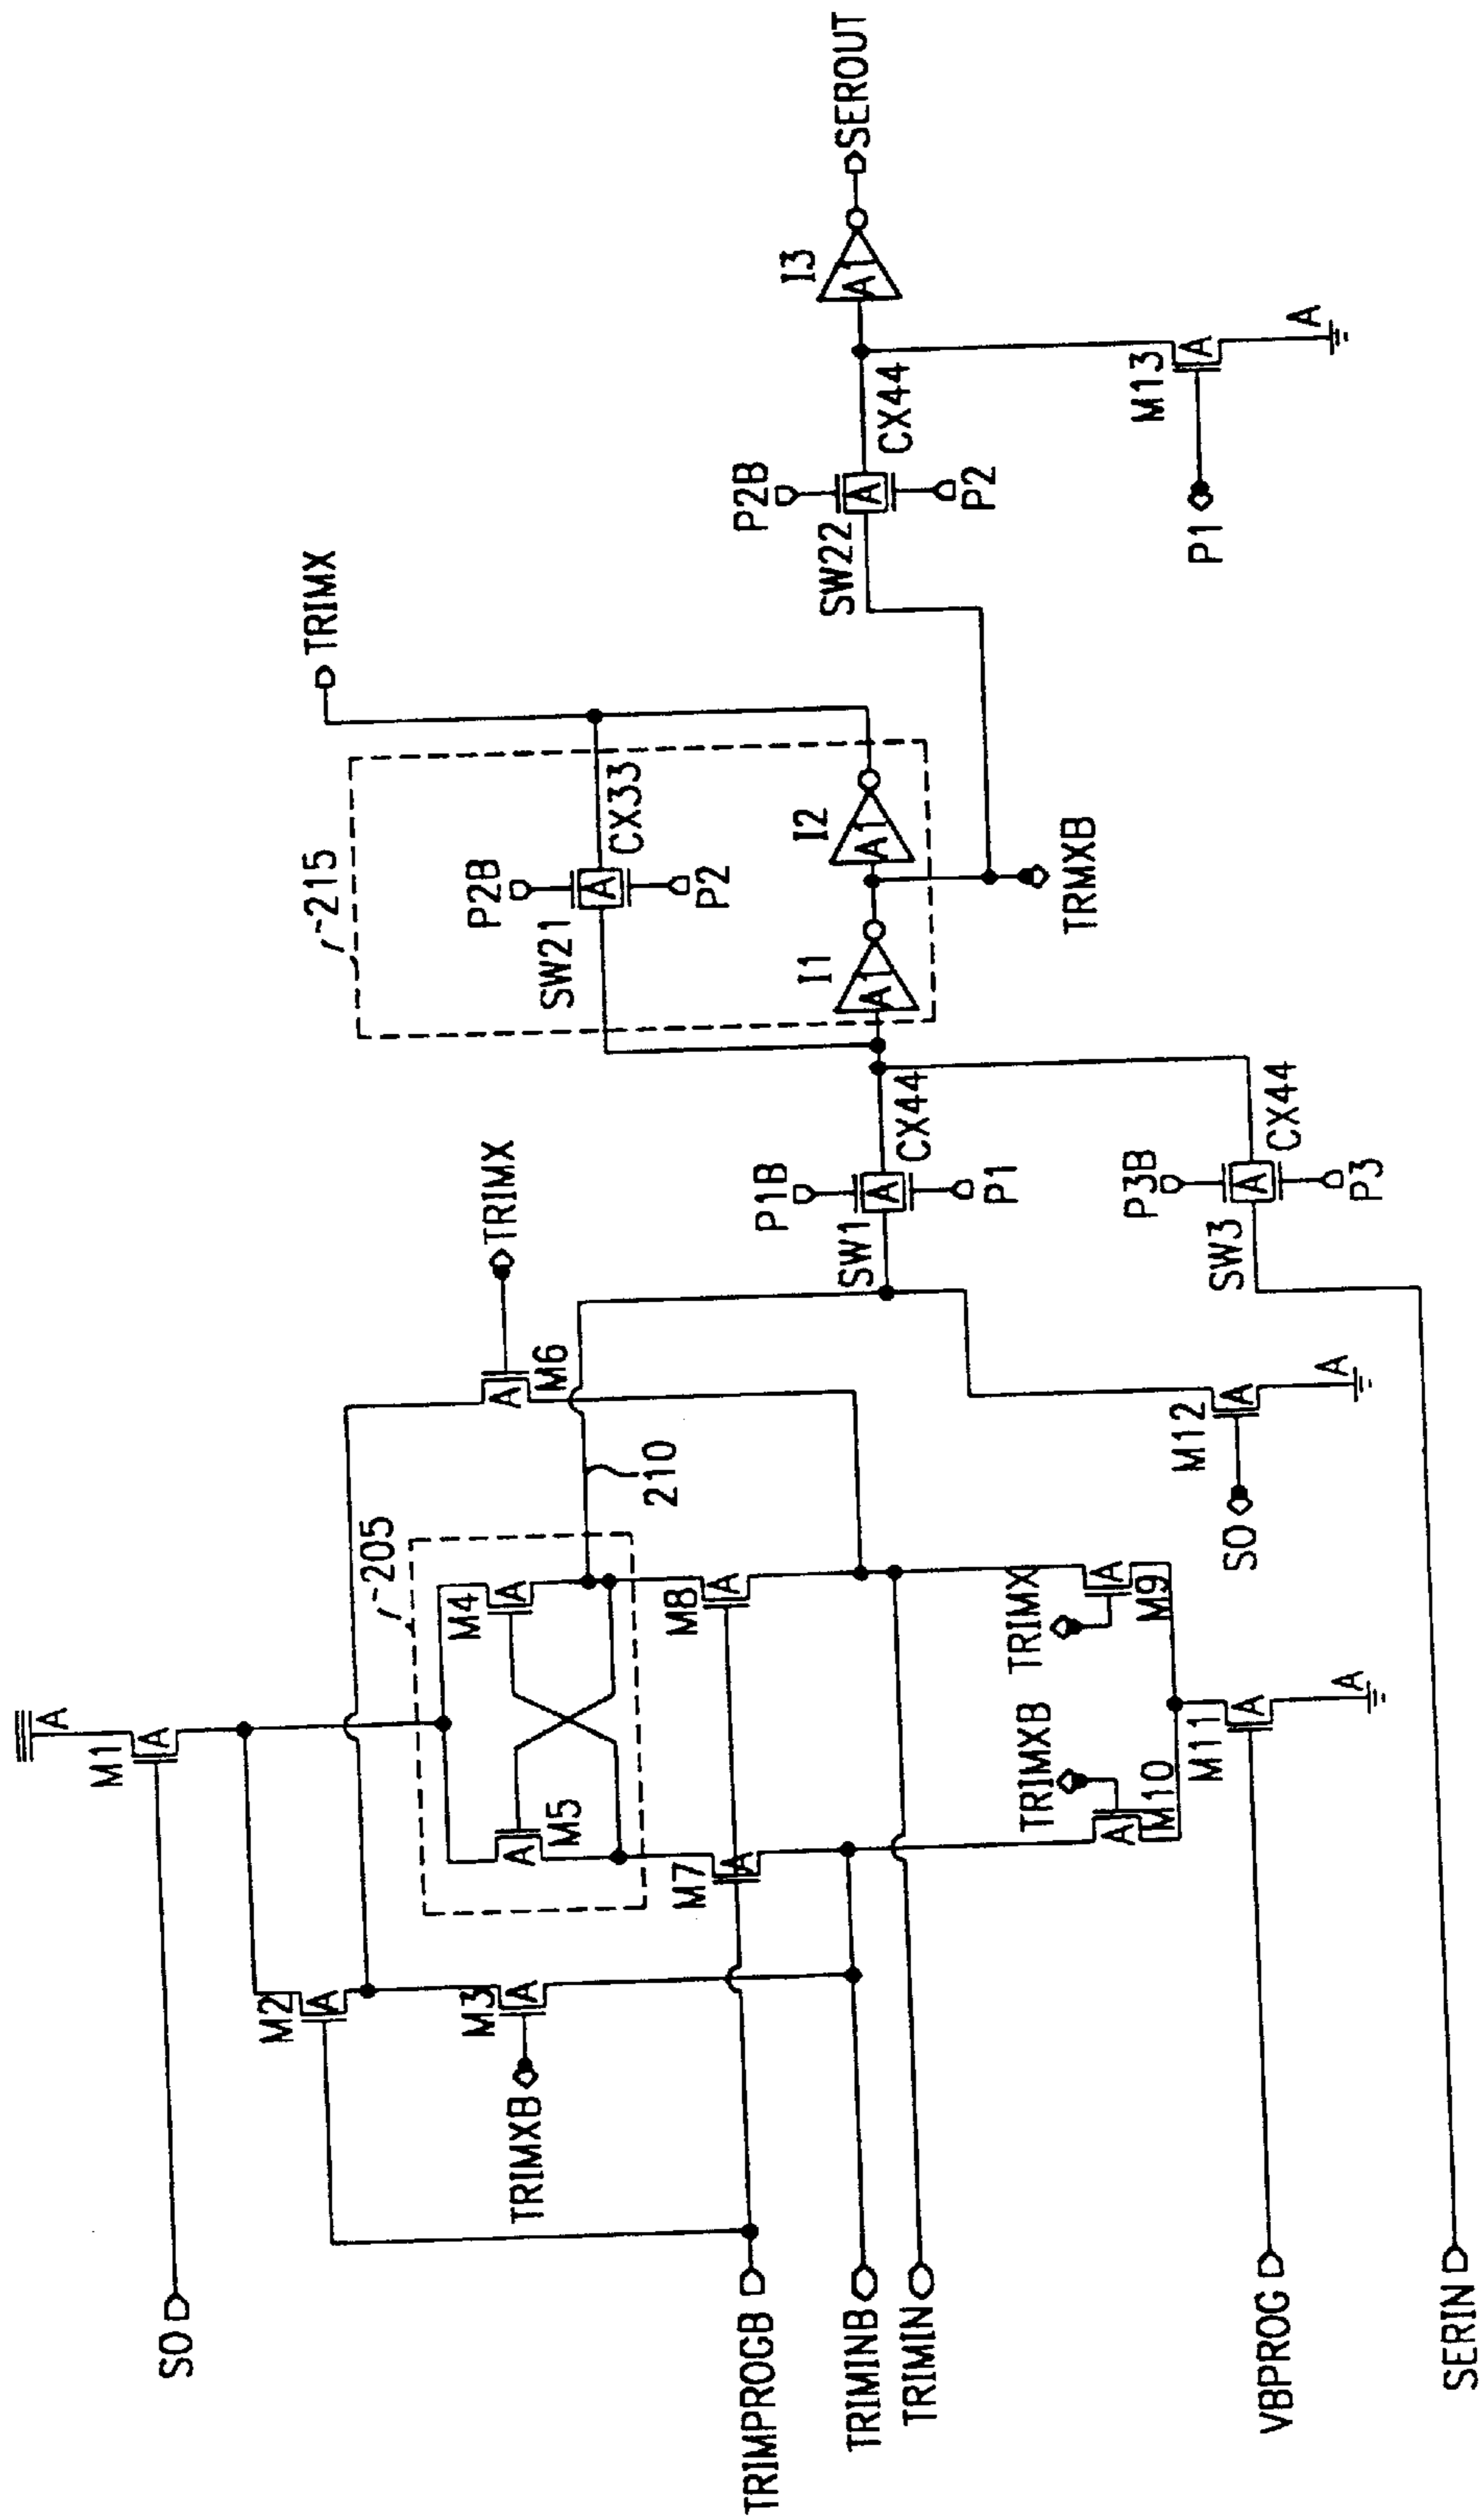 A
M1
A
SO
M2
A
TRIMX
205
215
M3
A
TRIMXB
M5
A
M4
A
A
M6
TRIMX
P2B
SW21
A
CX33
P2
210
M7
A
M8
A
TRIMPROCB
P1B
SW1
A
CX44
P1
I1
A1
I2
A1
P2B
SW22
A
CX44
P2
I3
A1
SEROUT
TRIMINB
TRIMIN
TRIMXB
A
M10
TRIMX
A
M9
TRMXB
M11
A
A
M12
A
A
SO
P3B
SW3
A
CX44
P3
P1
M13
A
A
VBPROG
SERIN